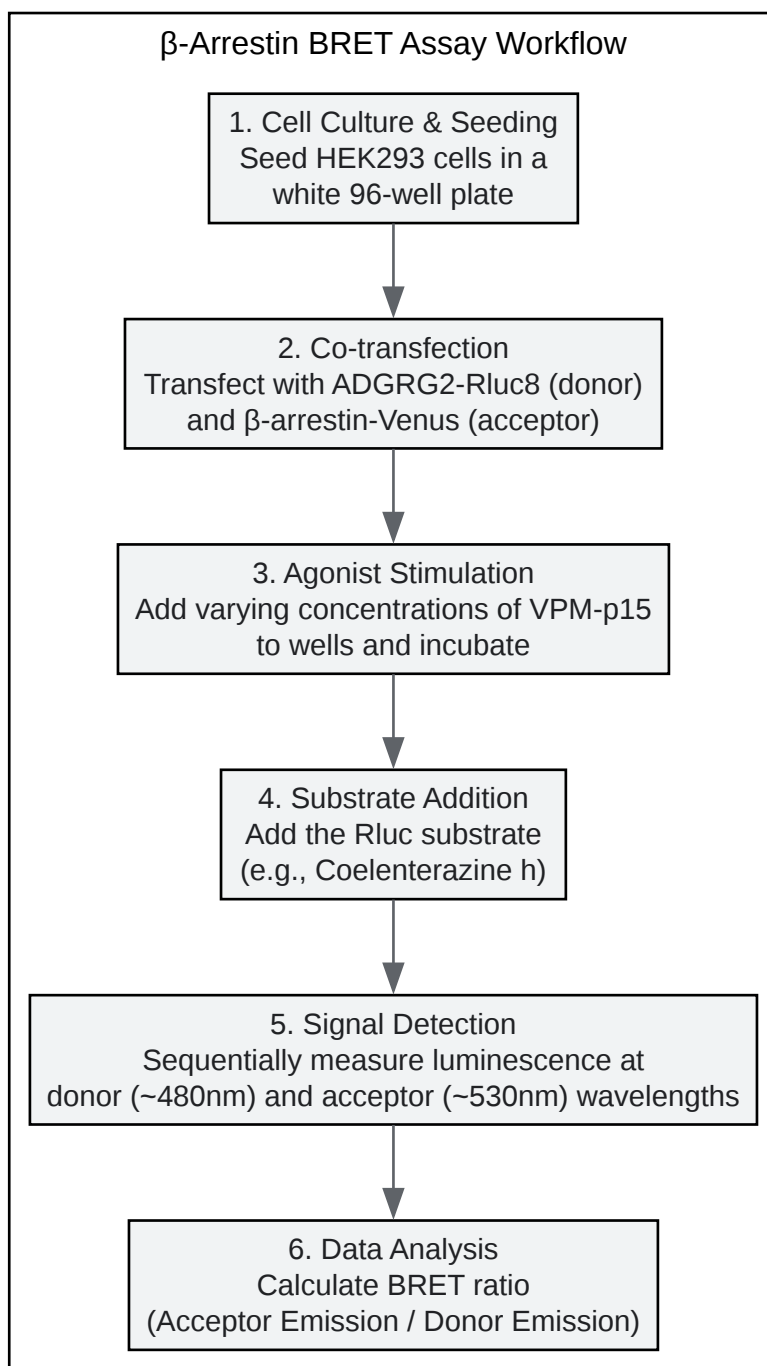 β-Arrestin BRET Assay Workflow
1. Cell Culture & Seeding
Seed HEK293 cells in a
white 96-well plate
2. Co-transfection
Transfect with ADGRG2-Rluc8 (donor)
and β-arrestin-Venus (acceptor)
3. Agonist Stimulation
Add varying concentrations of VPM-p15
to wells and incubate
4. Substrate Addition
Add the Rluc substrate
(e.g., Coelenterazine h)
5. Signal Detection
Sequentially measure luminescence at
donor (~480nm) and acceptor (~530nm) wavelengths
6. Data Analysis
Calculate BRET ratio
(Acceptor Emission / Donor Emission)